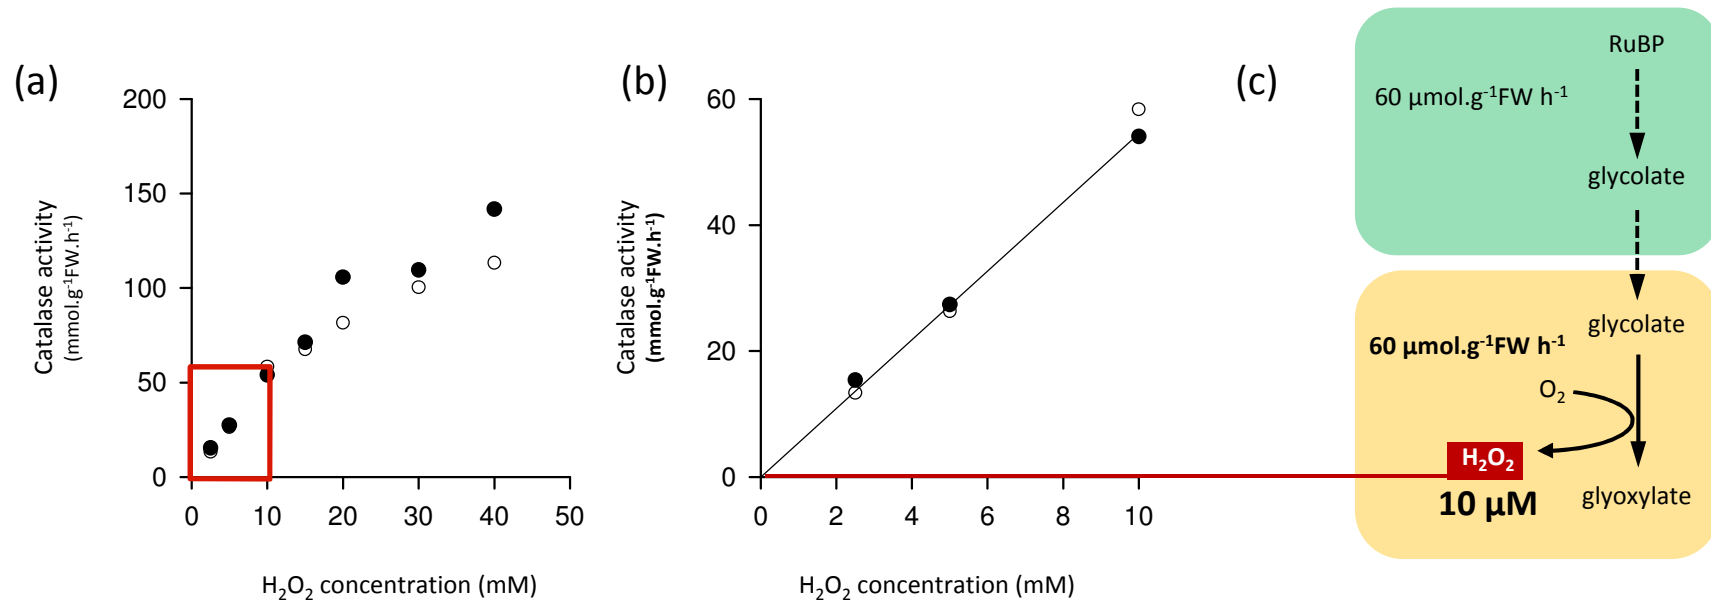 (a)
200
150
100
50
0
0 10 20 30 40 50
Catalase activity
(mmol.g⁻¹FW.h⁻¹)
H₂O₂ concentration (mM)
(b)
60
40
20
0
0 2 4 6 8 10
Catalase activity
(mmol.g⁻¹FW.h⁻¹)
H₂O₂ concentration (mM)
(c)
RuBP
60 µmol.g⁻¹FW h⁻¹
glycolate
glycolate
60 µmol.g⁻¹FW h⁻¹
O₂
H₂O₂
10 µM
glyoxylate